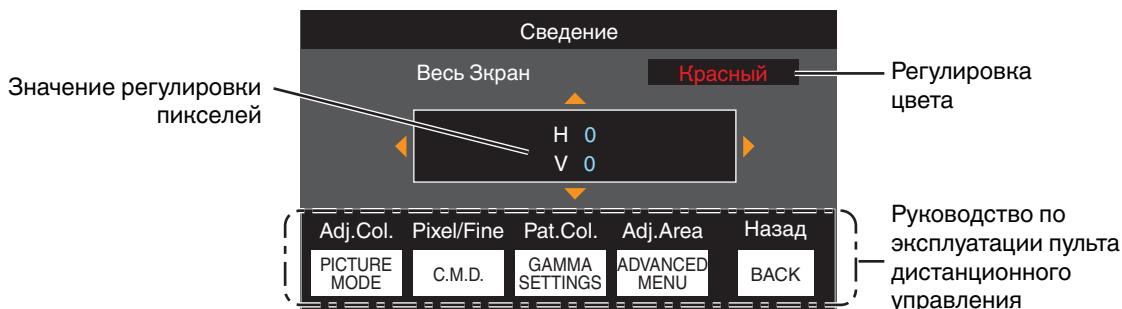 Сведение
Весь Зкран
Красный
Значение регулировки
пикселей
Регулировка
цвета
H 0
V 0
Adj.Col.
Pixel/Fine
Pat.Col.
Adj.Area
Назад
PICTURE
MODE
C.M.D.
GAMMA
SETTINGS
ADVANCED
MENU
BACK
Руководство по
эксплуатации пульта
дистанционного
управления